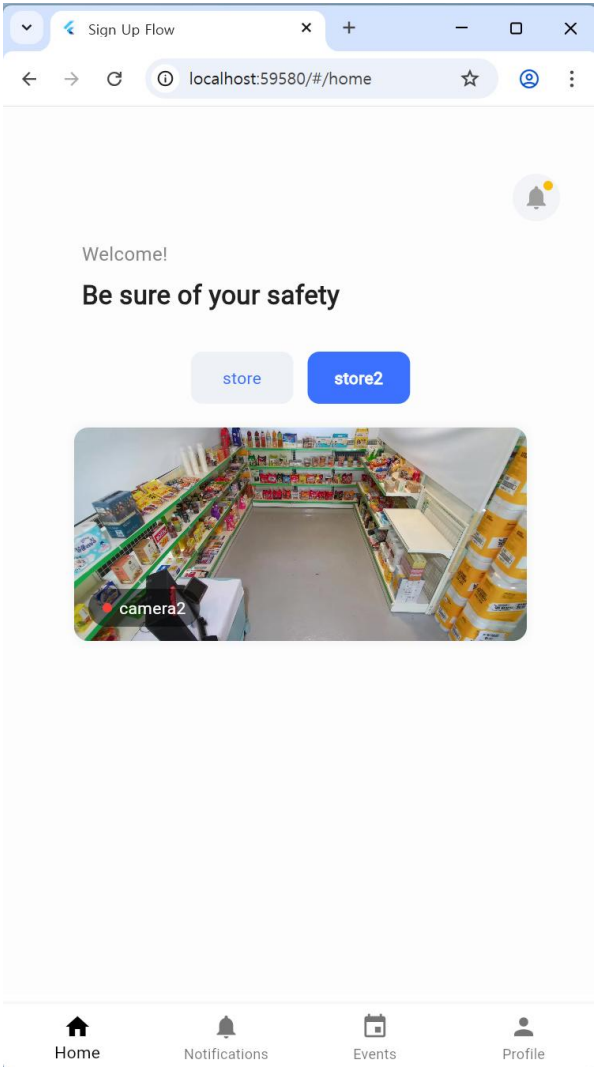 Sign Up Flow
localhost:59580/#/home
Welcome!
Be sure of your safety
store
store2
camera2
Home
Notifications
Events
Profile